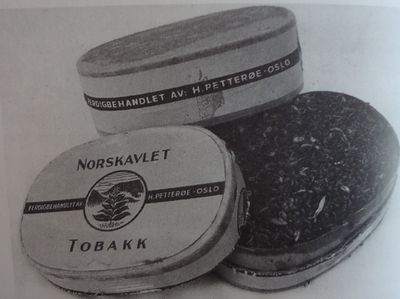 FERDIGBEHANDLET AV: H. PETTERØE - OSLO
NORSKAVLET
FERDIGBEHANDLET AV H. PETTERØE - OSLO
TOBAKK